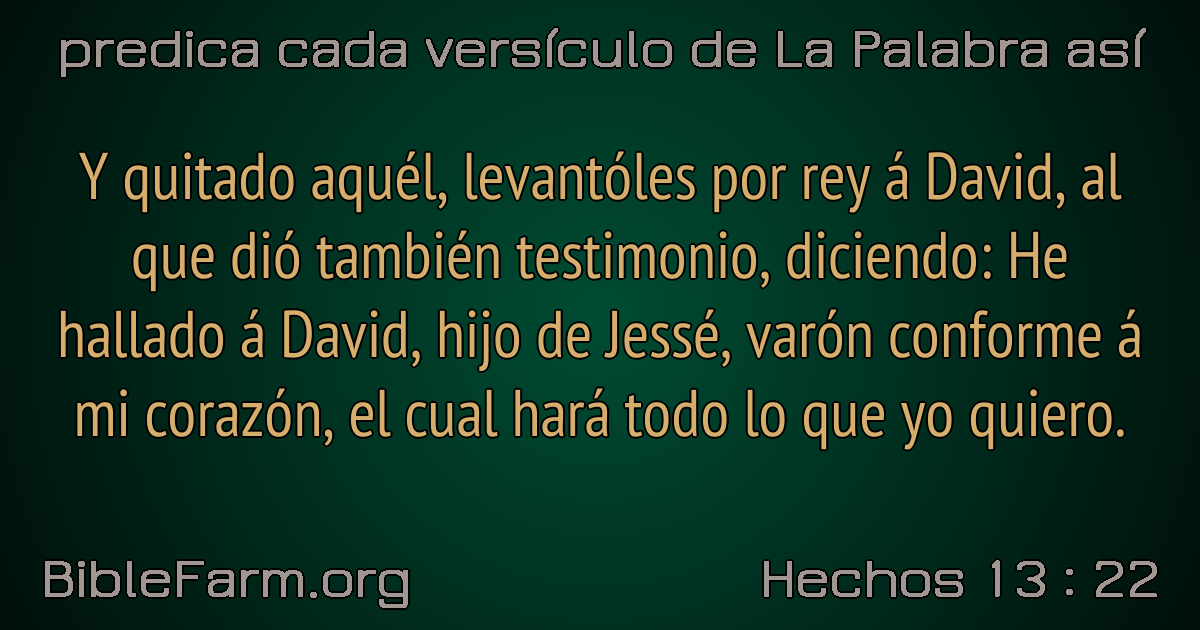 predica cada versículo de La Palabra así
Y quitado aquél, levantóles por rey á David, al
que dió también testimonio, diciendo: He
hallado á David, hijo de Jessé, varón conforme á
mi corazón, el cual hará todo lo que yo quiero.
BibleFarm.org
Hechos 13 : 22